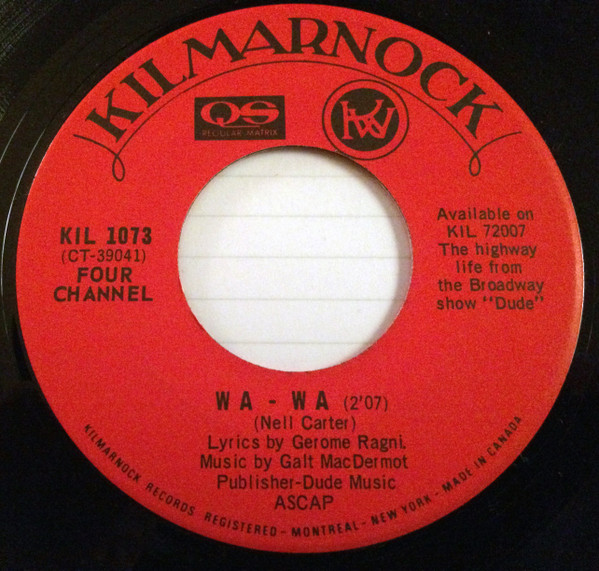 KILMARNOCK
QS
REGULAR MATRIX
KW
KIL 1073
(CT-39041)
FOUR
CHANNEL
Available on
KIL 72007
The highway
life from
the Broadway
show "Dude"
WA - WA (2'07)
(Nell Carter)
Lyrics by Gerome Ragni.
Music by Galt MacDermot
Publisher-Dude Music
ASCAP
KILMARNOCK RECORDS REGISTERED - MONTREAL - NEW YORK - MADE IN CANADA